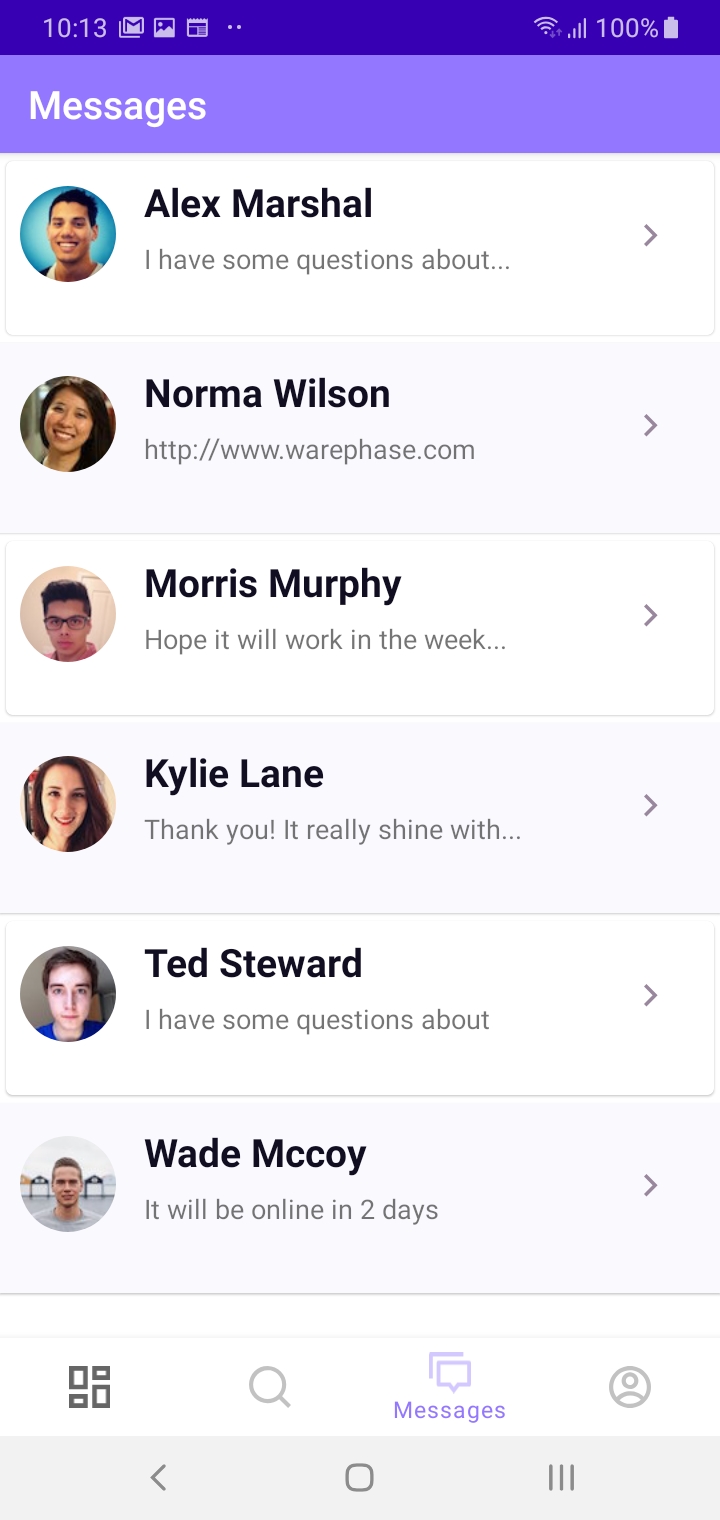 10:13
100%
Messages
Alex Marshal
I have some questions about...
Norma Wilson
http://www.warephase.com
Morris Murphy
Hope it will work in the week...
Kylie Lane
Thank you! It really shine with...
Ted Steward
I have some questions about
Wade Mccoy
It will be online in 2 days
Messages